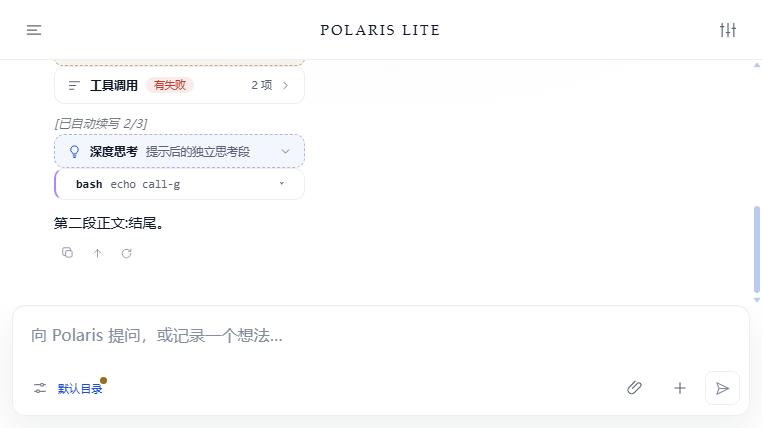 POLARIS LITE
工具调用 有失败 2 项
[已自动续写 2/3]
深度思考 提示后的独立思考段
bash echo call-g
第二段正文:结尾。
向 Polaris 提问，或记录一个想法...
默认目录